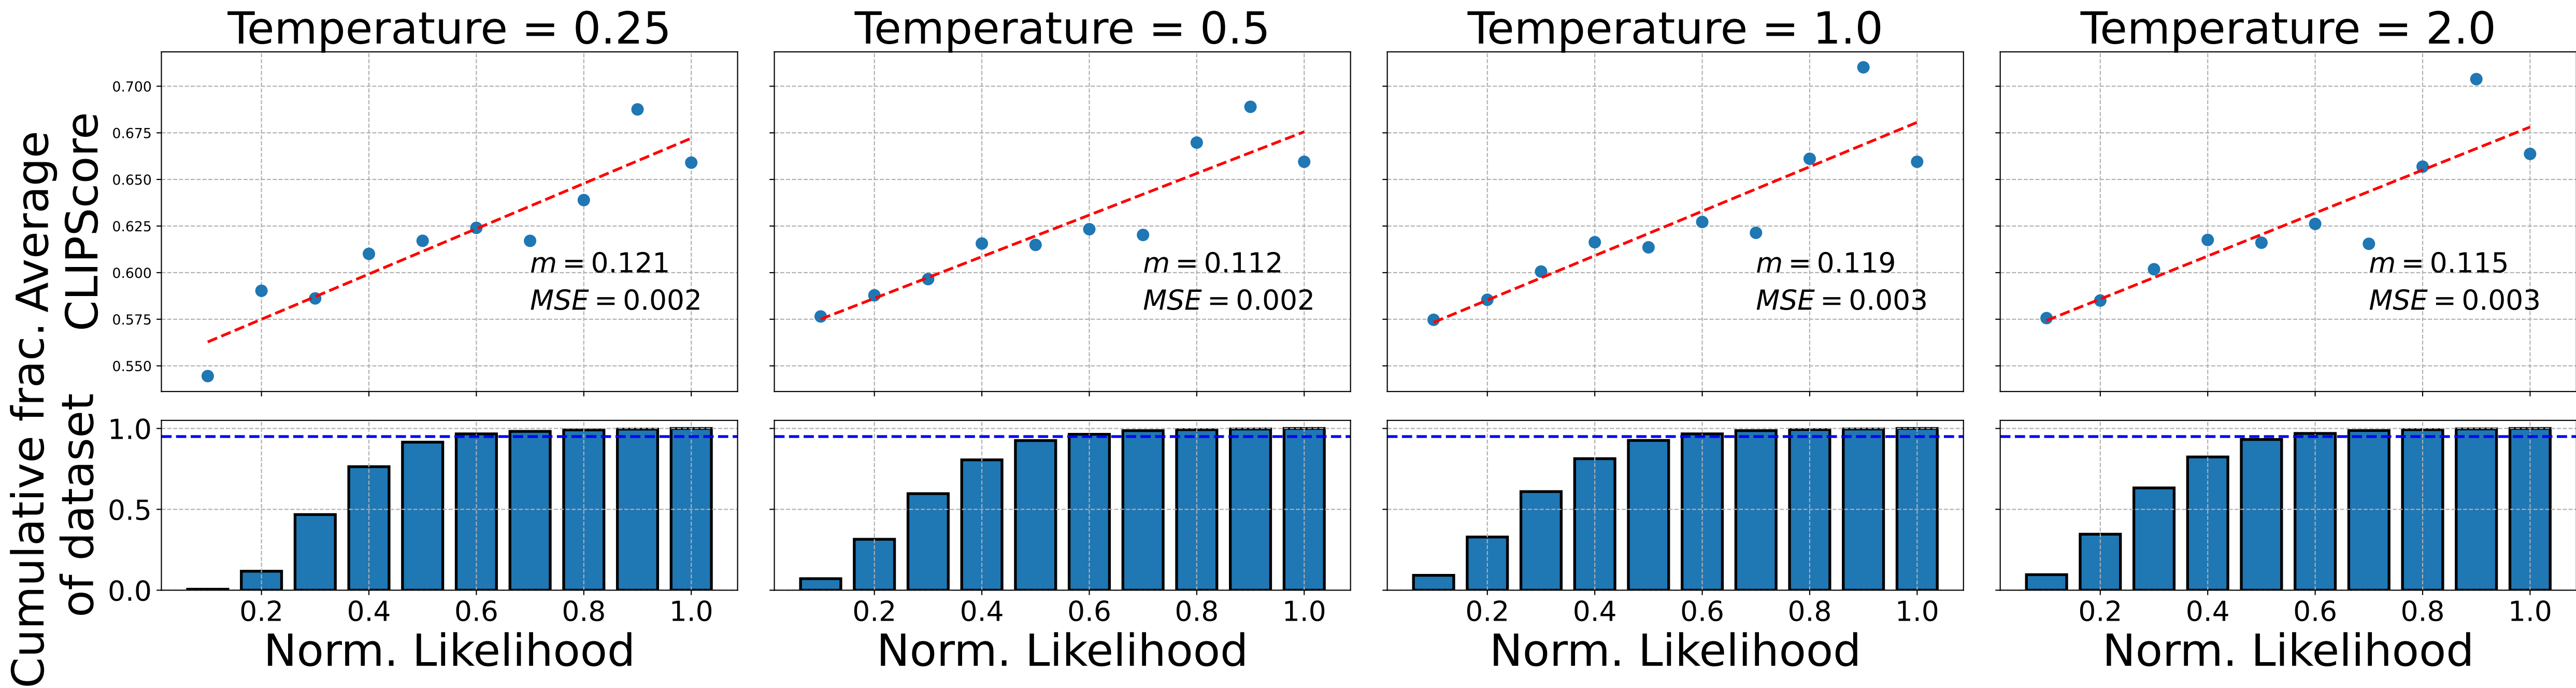 Temperature = 0.25
Temperature = 0.5
Temperature = 1.0
Temperature = 2.0
Average
CLIPScore
0.700
0.675
0.650
0.625
0.600
0.575
0.550
m = 0.121
MSE = 0.002
m = 0.112
MSE = 0.002
m = 0.119
MSE = 0.003
m = 0.115
MSE = 0.003
Cumulative frac.
of dataset
1.0
0.5
0.0
0.2 0.4 0.6 0.8 1.0
0.2 0.4 0.6 0.8 1.0
0.2 0.4 0.6 0.8 1.0
0.2 0.4 0.6 0.8 1.0
Norm. Likelihood
Norm. Likelihood
Norm. Likelihood
Norm. Likelihood